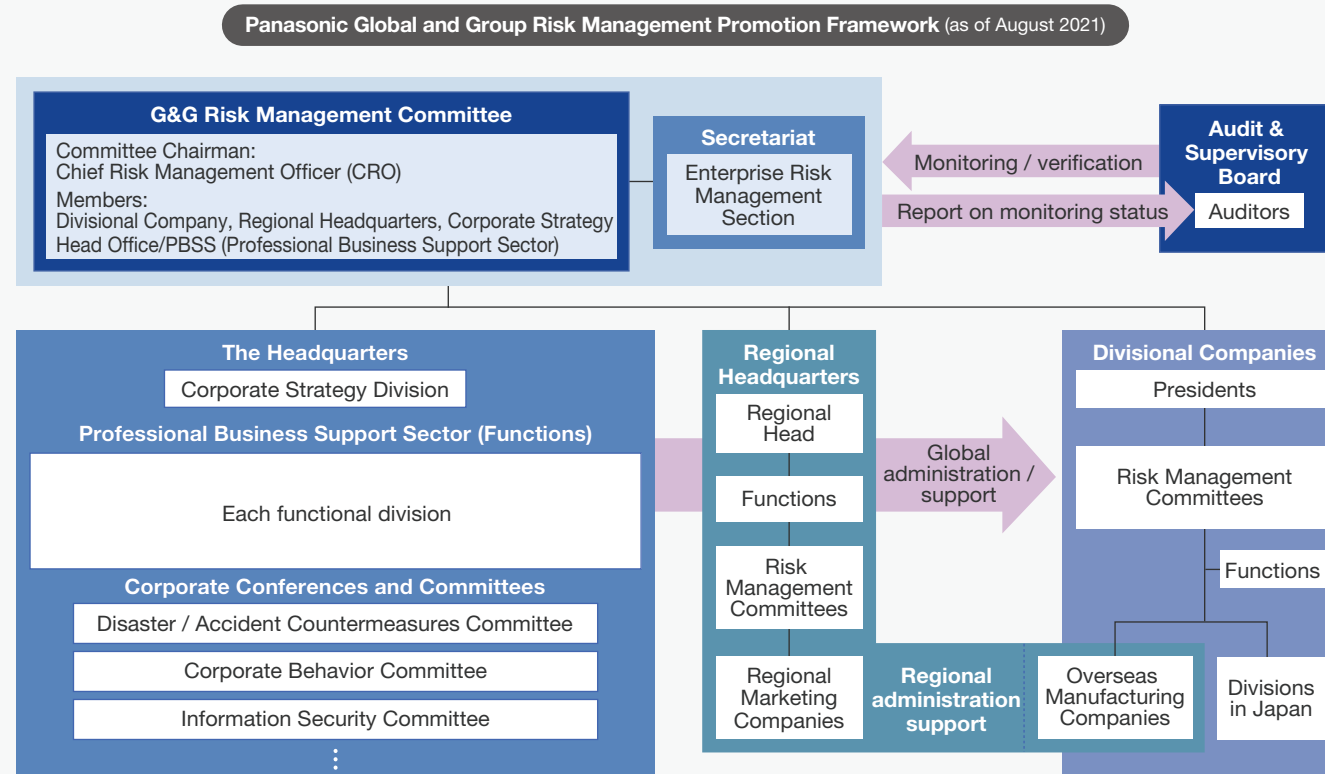 Panasonic Global and Group Risk Management Promotion Framework (as of August 2021)
G&G Risk Management Committee
Committee Chairman:
Chief Risk Management Officer (CRO)
Members:
Divisional Company, Regional Headquarters, Corporate Strategy
Head Office/PBSS (Professional Business Support Sector)
Secretariat
Enterprise Risk
Management
Section
Monitoring / verification
Report on monitoring status
Audit &
Supervisory
Board
Auditors
The Headquarters
Corporate Strategy Division
Professional Business Support Sector (Functions)
Each functional division
Corporate Conferences and Committees
Disaster / Accident Countermeasures Committee
Corporate Behavior Committee
Information Security Committee
⋮
Regional
Headquarters
Regional
Head
Functions
Risk
Management
Committees
Regional
Marketing
Companies
Global
administration /
support
Regional
administration
support
Divisional Companies
Presidents
Risk Management
Committees
Functions
Overseas
Manufacturing
Companies
Divisions
in Japan